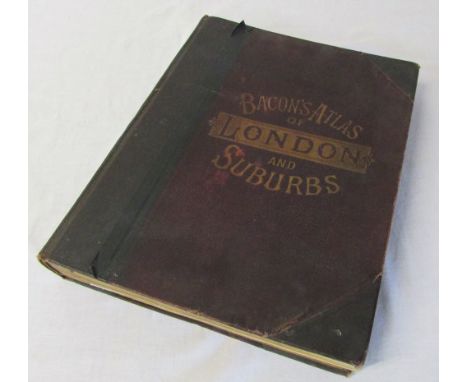 BACON'S ATLAS
OF
LONDON
AND
SUBURBS